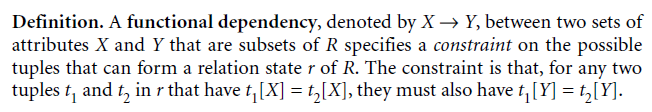 Definition. A functional dependency, denoted by X → Y, between two sets of
attributes X and Y that are subsets of R specifies a constraint on the possible
tuples that can form a relation state r of R. The constraint is that, for any two
tuples t₁ and t₂ in r that have t₁[X] = t₂[X], they must also have t₁[Y] = t₂[Y].